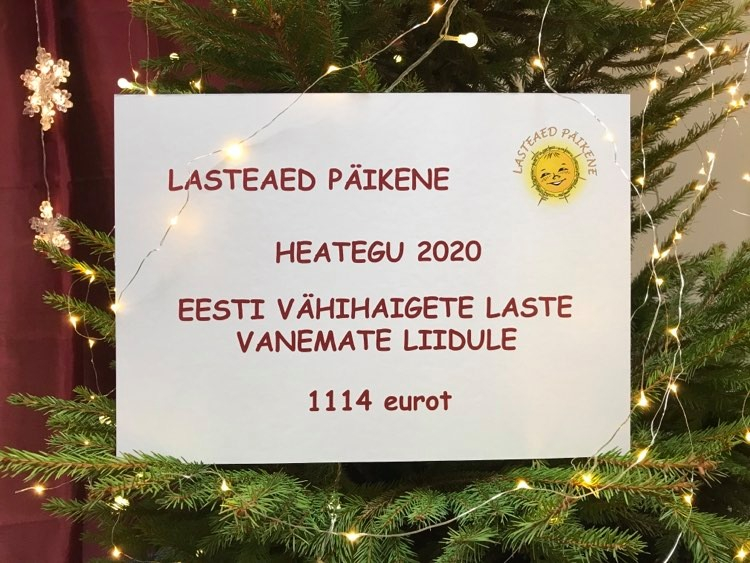 LASTEAED PÄIKENE
LASTEAED PÄIKENE
HEATEGU 2020
EESTI VÄHIHAIGETE LASTE
VANEMATE LIIDULE
1114 eurot